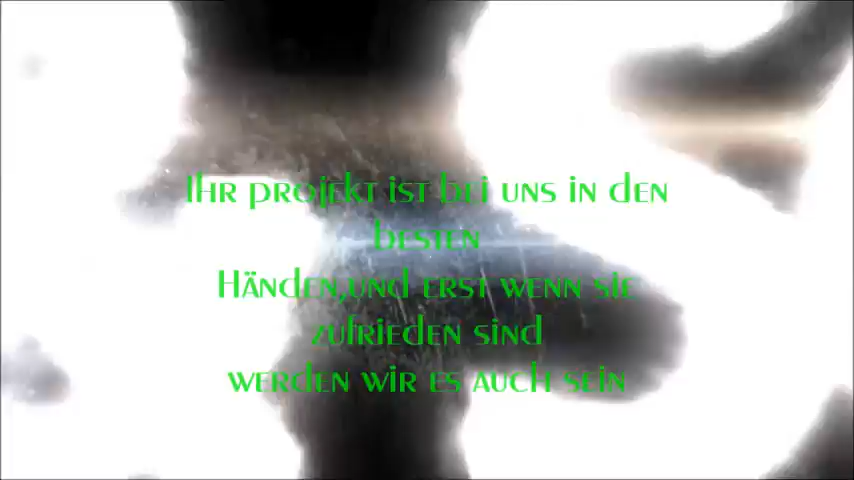 Ihr projekt ist bei uns in den
besten
Händen,und erst wenn sie
zufrieden sind
werden wir es auch sein